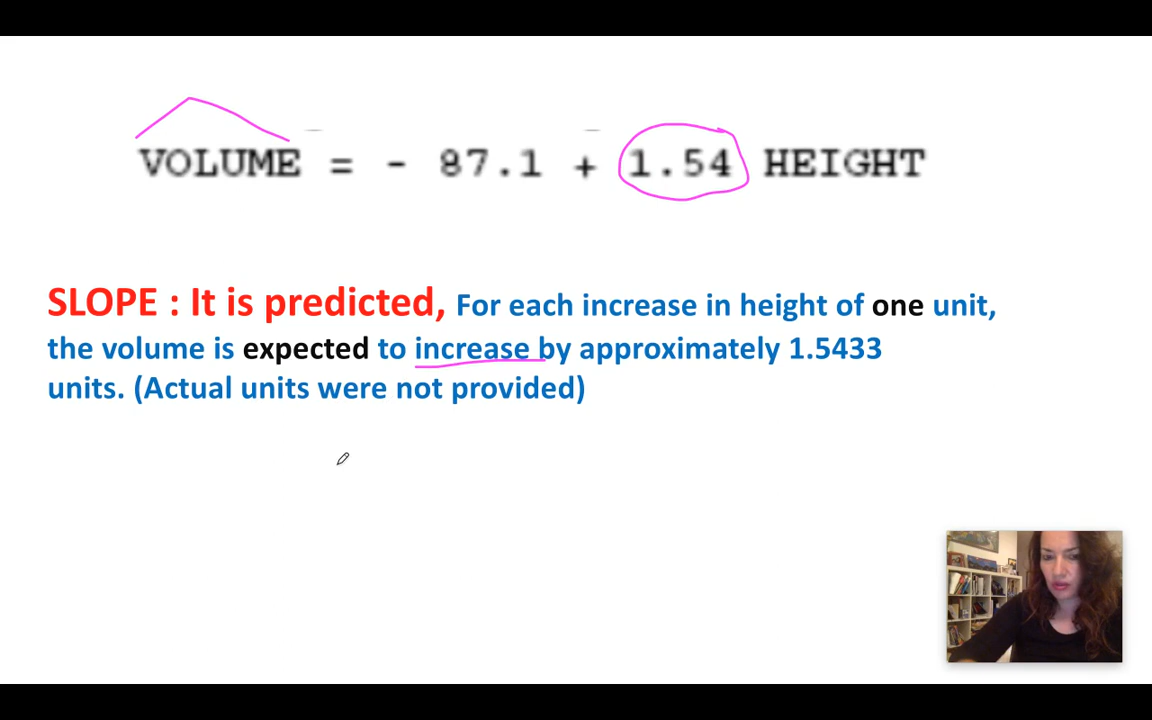 VOLUME = - 87.1 + 1.54 HEIGHT
SLOPE : It is predicted, For each increase in height of one unit,
the volume is expected to increase by approximately 1.5433
units. (Actual units were not provided)